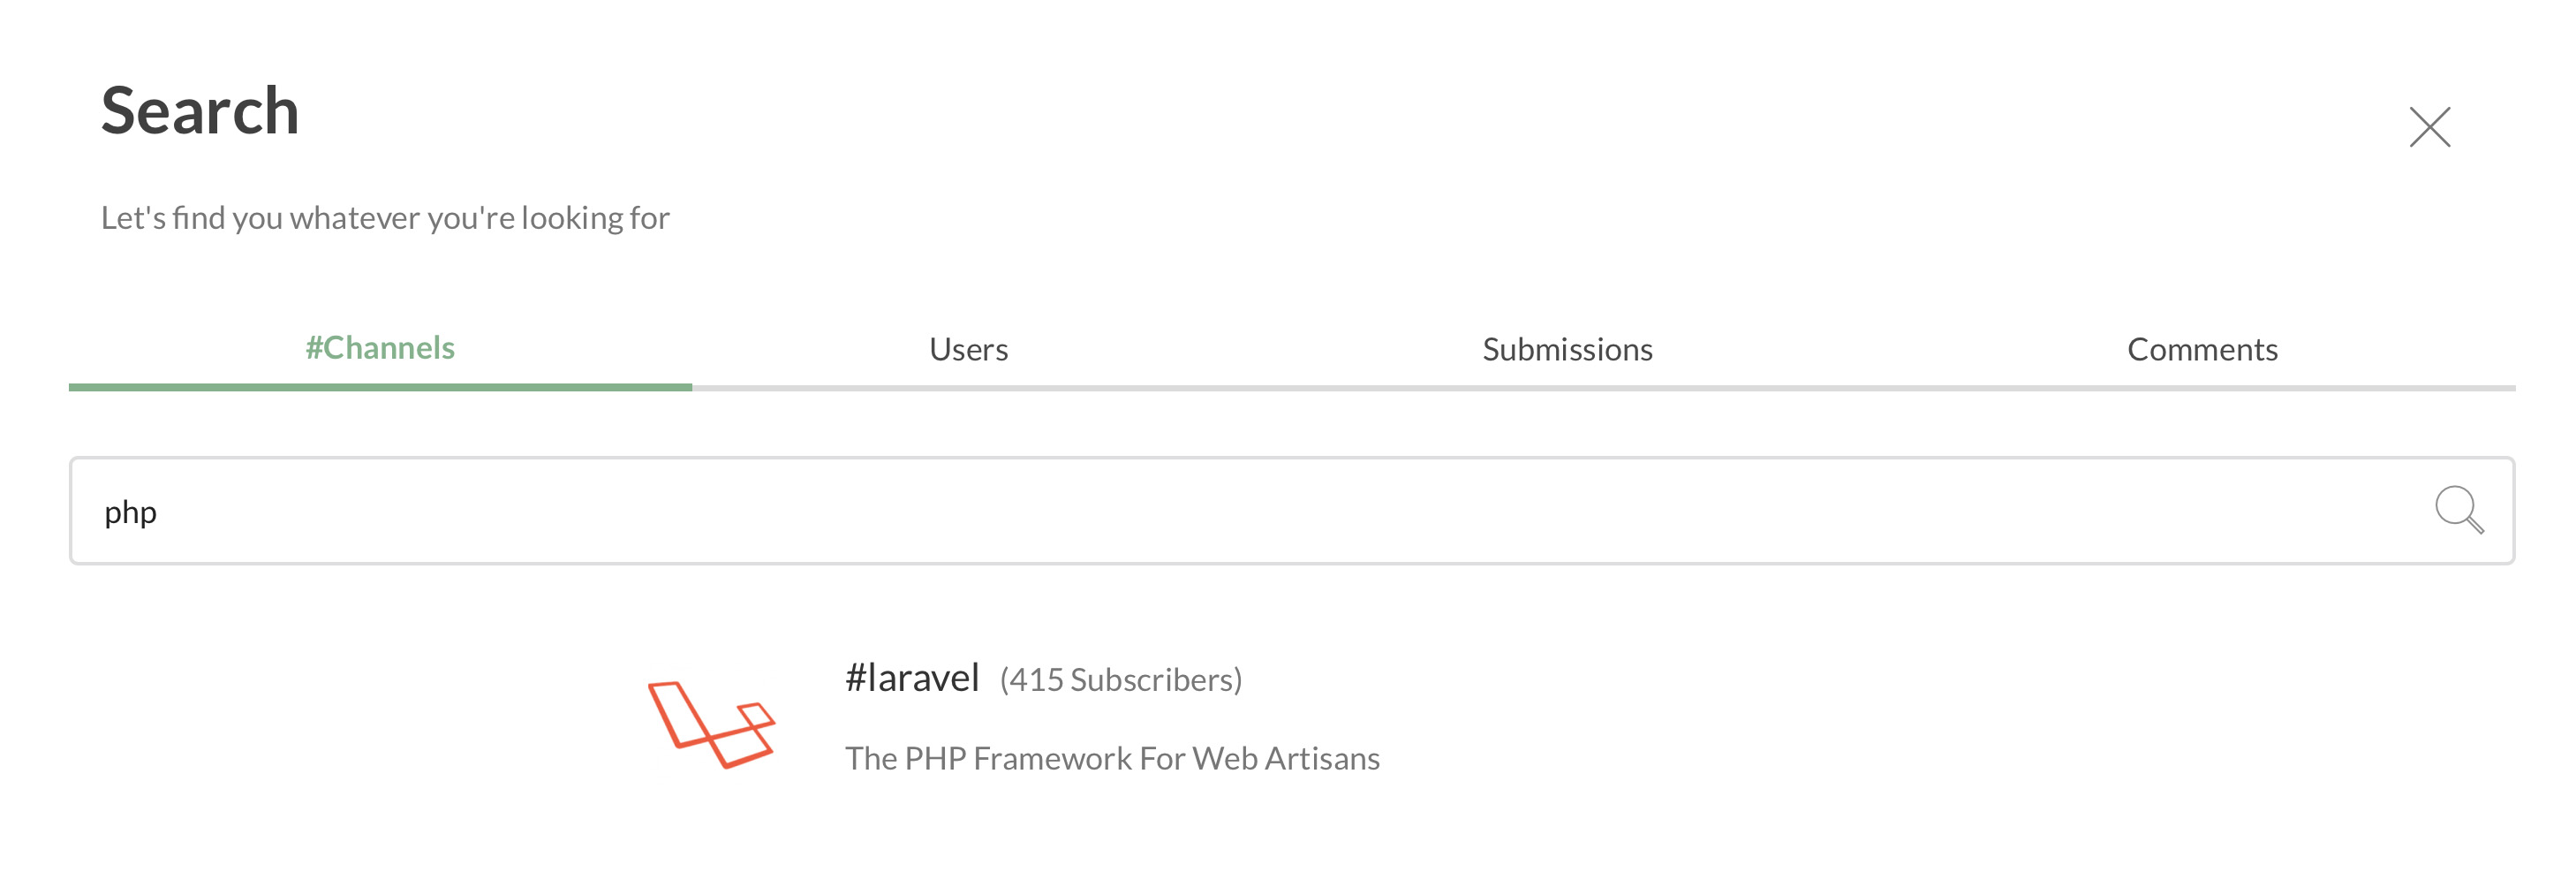 Search
Let's find you whatever you're looking for
#Channels Users Submissions Comments
php
#laravel (415 Subscribers)
The PHP Framework For Web Artisans